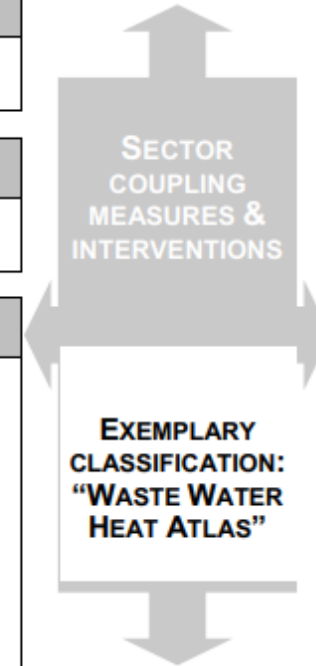 SECTOR
COUPLING
MEASURES &
INTERVENTIONS
EXEMPLARY
CLASSIFICATION:
“WASTE WATER
HEAT ATLAS”